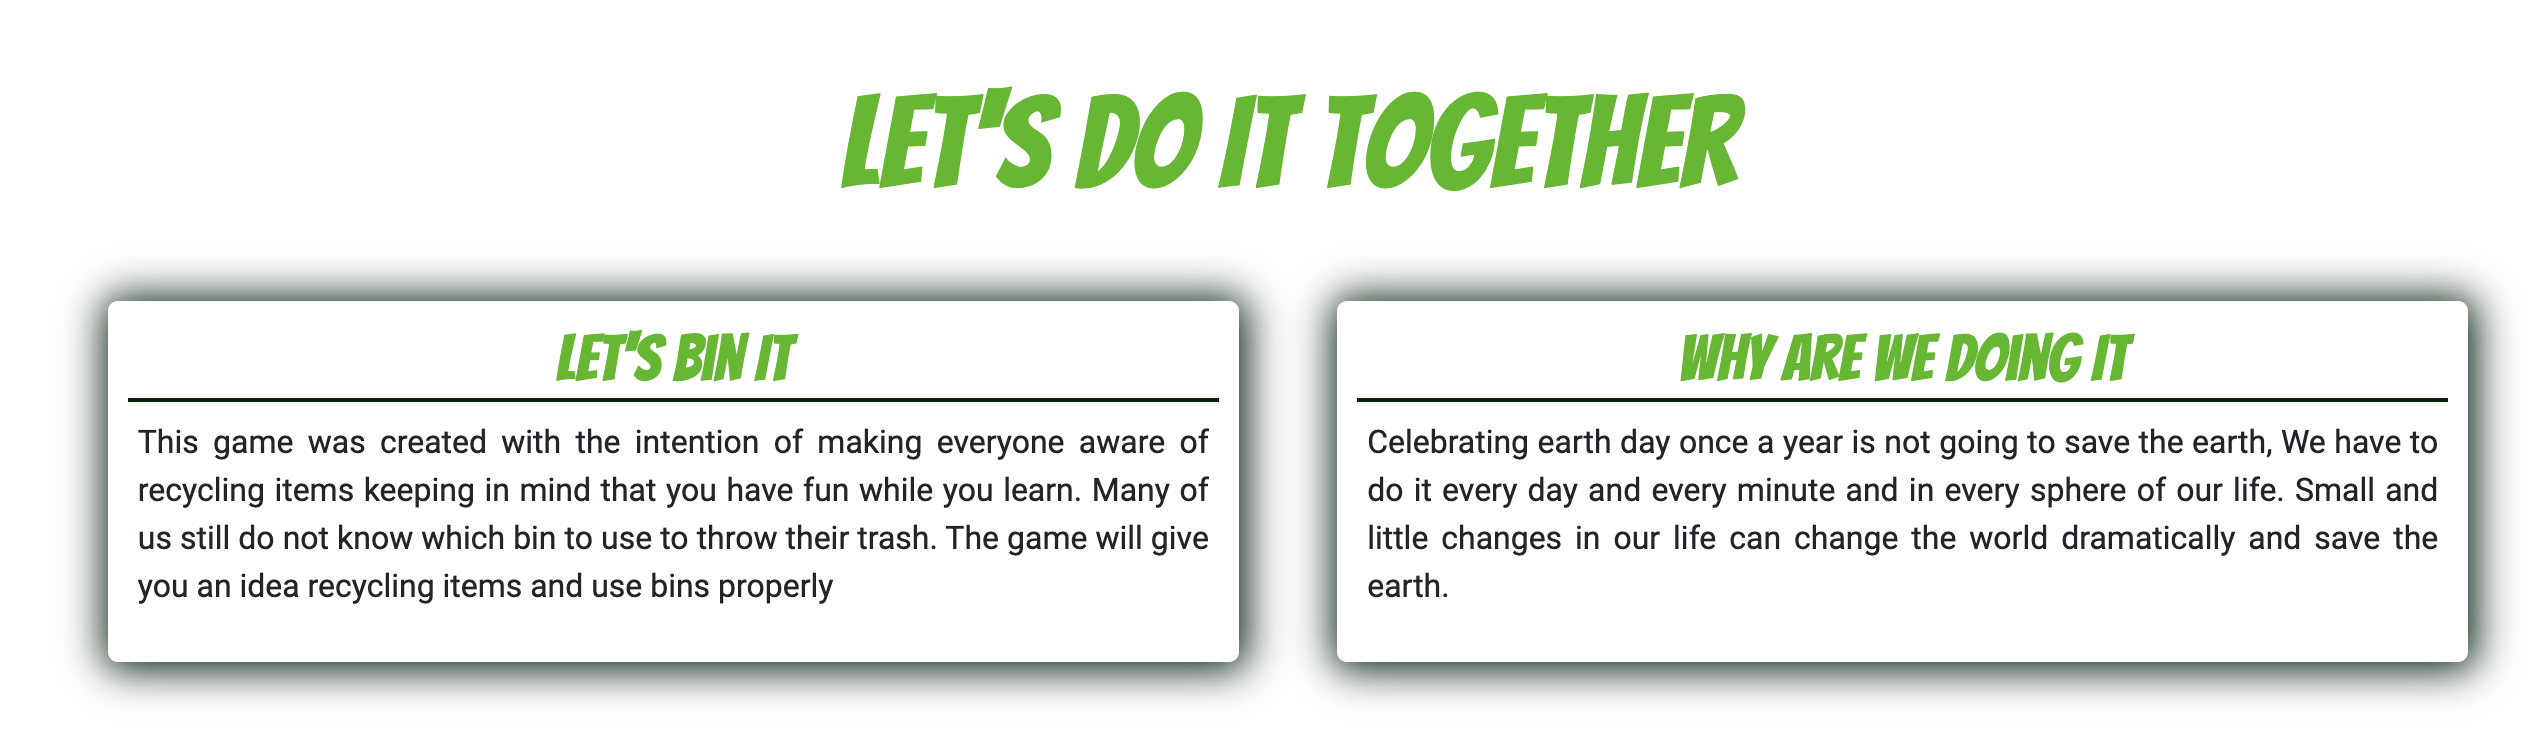 LET'S DO IT TOGETHER
LET'S BIN IT
This game was created with the intention of making everyone aware of
recycling items keeping in mind that you have fun while you learn. Many of
us still do not know which bin to use to throw their trash. The game will give
you an idea recycling items and use bins properly
WHY ARE WE DOING IT
Celebrating earth day once a year is not going to save the earth, We have to
do it every day and every minute and in every sphere of our life. Small and
little changes in our life can change the world dramatically and save the
earth.